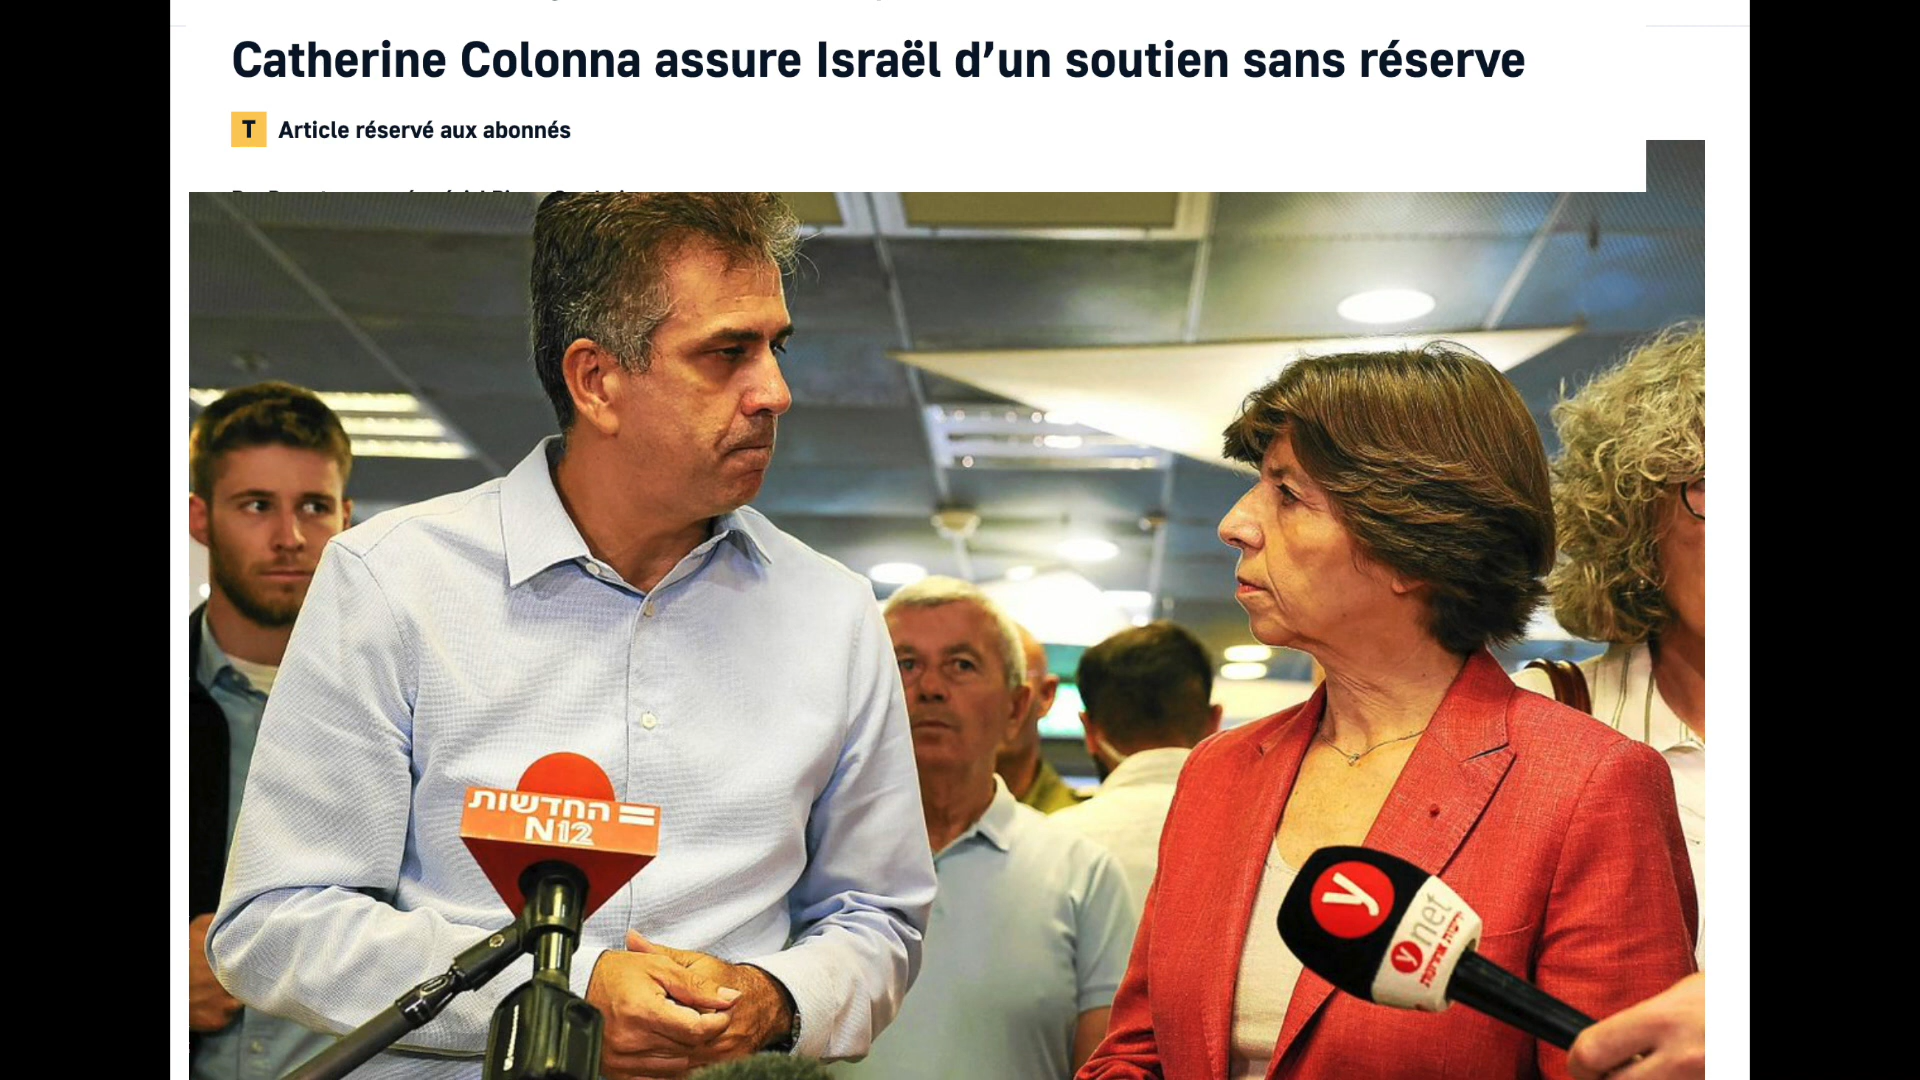 Catherine Colonna assure Israël d’un soutien sans réserve
T Article réservé aux abonnés
החדשות
N12
y
ynet